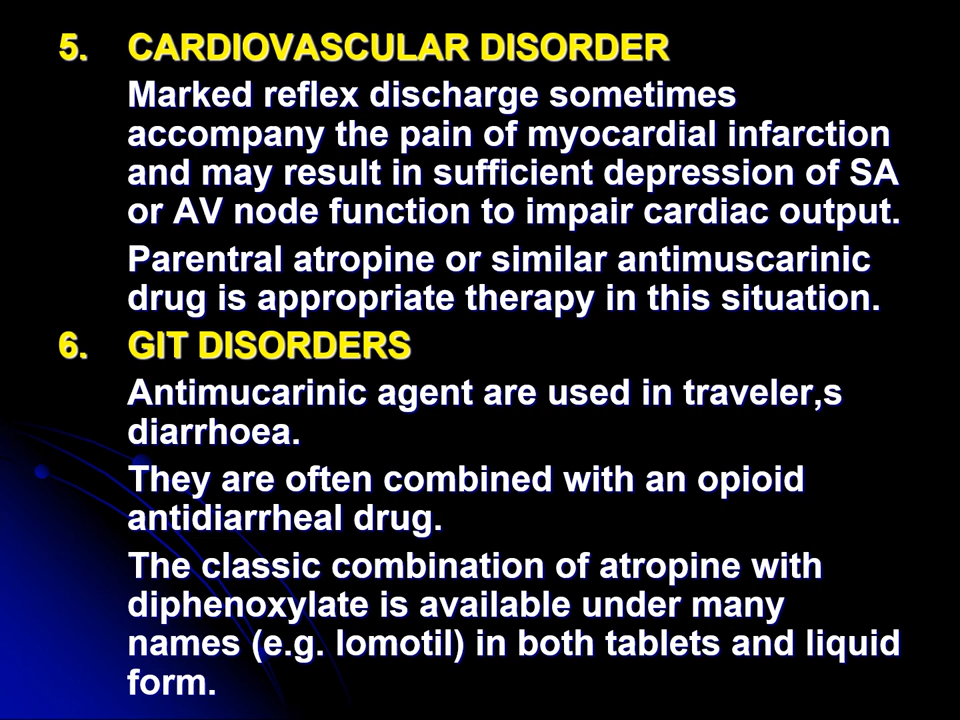 5. CARDIOVASCULAR DISORDER
Marked reflex discharge sometimes
accompany the pain of myocardial infarction
and may result in sufficient depression of SA
or AV node function to impair cardiac output.
Parentral atropine or similar antimuscarinic
drug is appropriate therapy in this situation.
6. GIT DISORDERS
Antimucarinic agent are used in traveler,s
diarrhoea.
They are often combined with an opioid
antidiarrheal drug.
The classic combination of atropine with
diphenoxylate is available under many
names (e.g. lomotil) in both tablets and liquid
form.